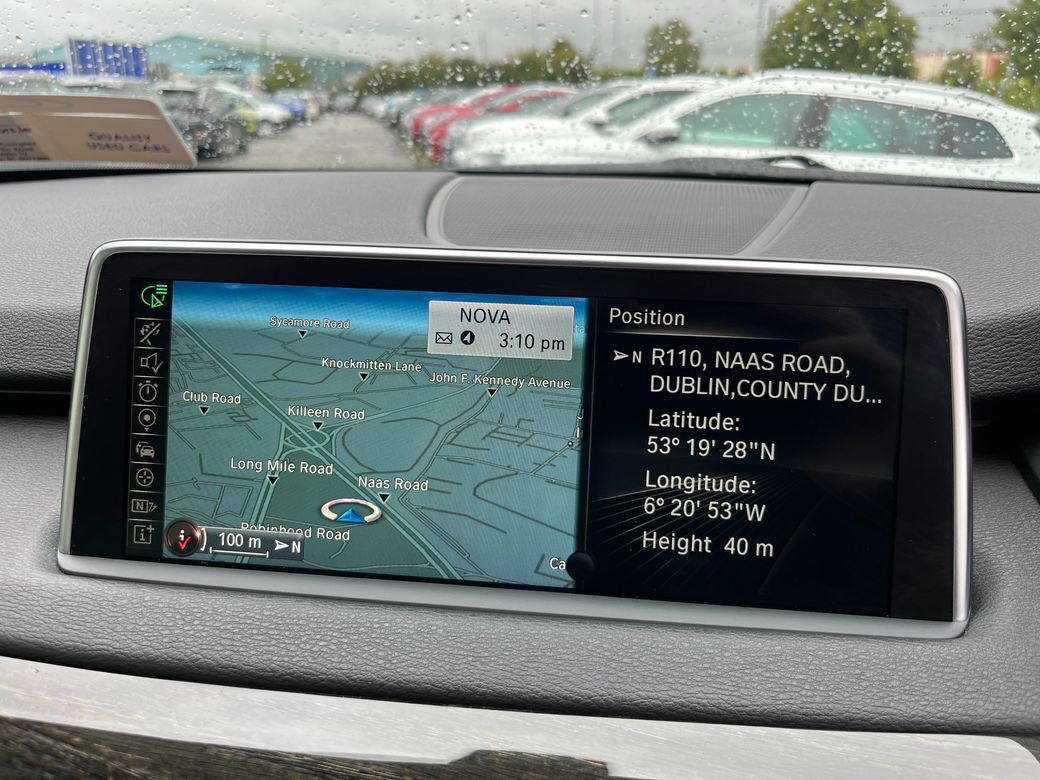 QUALITY
USED CARS
Sycamore Road
NOVA
3:10 pm
Knockmitten Lane
John F. Kennedy Avenue
Club Road
Killeen Road
Long Mile Road
Naas Road
Robinhood Road
100 m
N
Ca
Position
N R110, NAAS ROAD,
DUBLIN,COUNTY DU...
Latitude:
53° 19' 28"N
Longitude:
6° 20' 53"W
Height 40 m